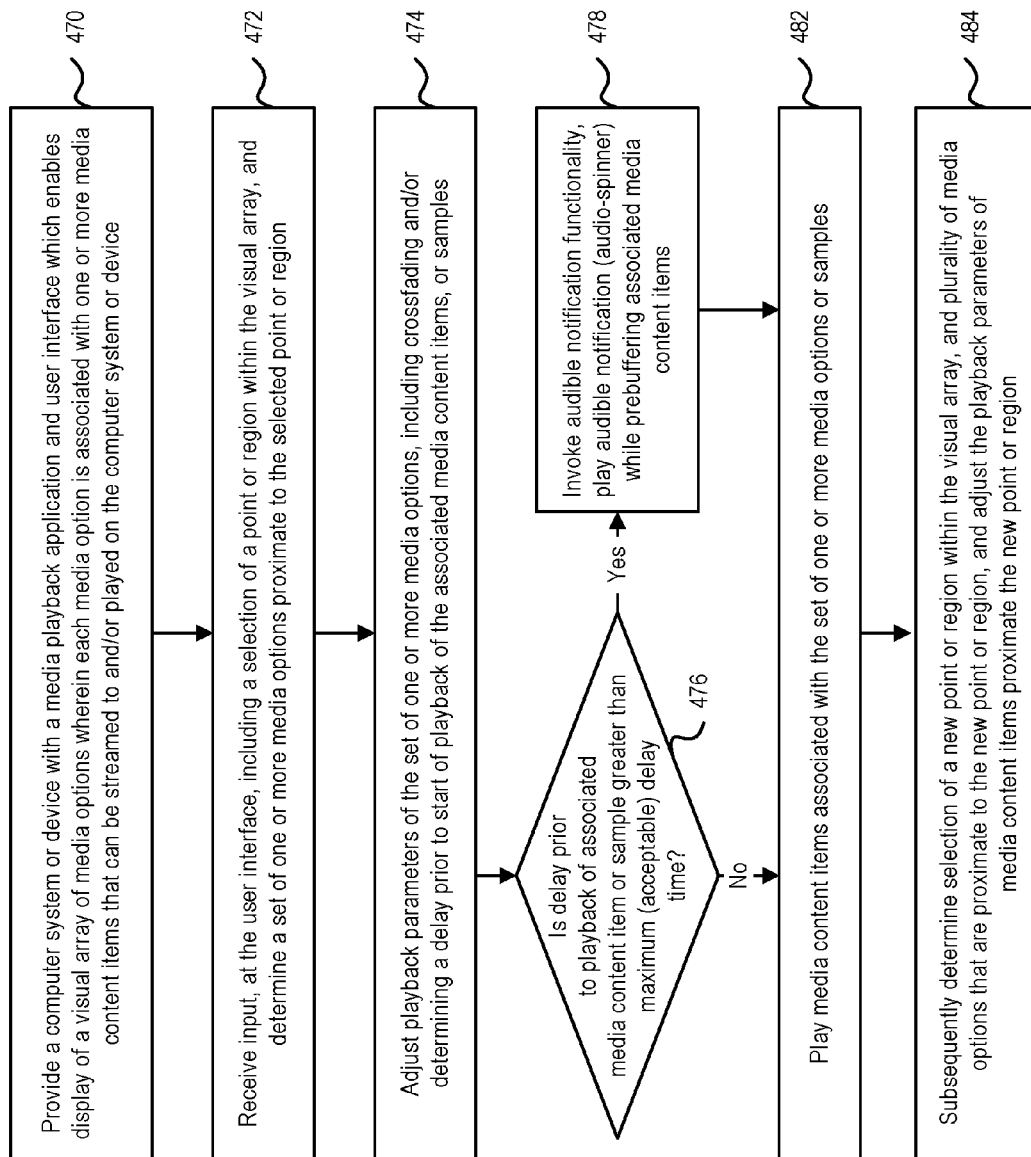 Provide a computer system or device with a media playback application and user interface which enables
display of a visual array of media options wherein each media option is associated with one or more media
content items that can be streamed to and/or played on the computer system or device
470
Receive input, at the user interface, including a selection of a point or region within the visual array, and
determine a set of one or more media options proximate to the selected point or region
472
Adjust playback parameters of the set of one or more media options, including crossfading and/or
determining a delay prior to start of playback of the associated media content items, or samples
474
Is delay prior
to playback of associated
media content item or sample greater than
maximum (acceptable) delay
time?
476
Yes
No
Invoke audible notification functionality,
play audible notification (audio-spinner)
while prebuffering associated media
content items
478
Play media content items associated with the set of one or more media options or samples
482
Subsequently determine selection of a new point or region within the visual array, and plurality of media
options that are proximate to the new point or region, and adjust the playback parameters of
media content items proximate the new point or region
484